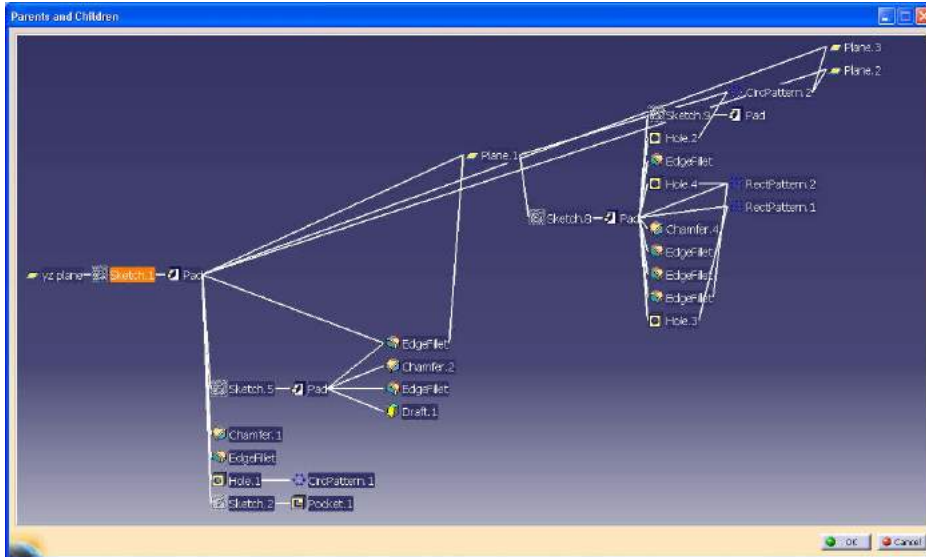 Parents and Children
Plane.3
Plane.2
CircPattern.2
Sketch.9 Pad
Hole.2
Plane.1
EdgeFillet
Hole.4 RectPattern.2
RectPattern.1
Sketch.8 Pad
Chamfer.4
EdgeFillet
yz plane Sketch.1 Pad
EdgeFillet
EdgeFillet
Hole.3
EdgeFillet
Chamfer.2
Sketch.5 Pad EdgeFillet
Draft.1
Chamfer.1
EdgeFillet
Hole.1 CircPattern.1
Sketch.2 Pocket.1
OK Cancel